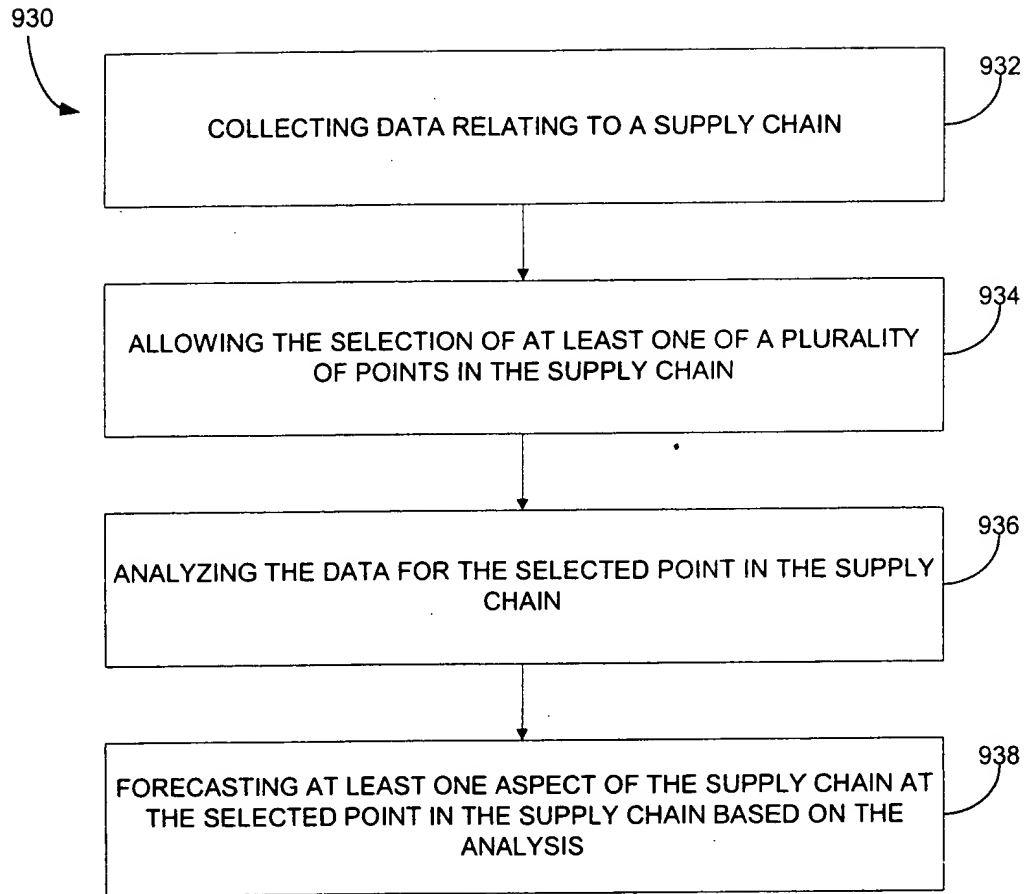 930
932
COLLECTING DATA RELATING TO A SUPPLY CHAIN
934
ALLOWING THE SELECTION OF AT LEAST ONE OF A PLURALITY
OF POINTS IN THE SUPPLY CHAIN
936
ANALYZING THE DATA FOR THE SELECTED POINT IN THE SUPPLY
CHAIN
938
FORECASTING AT LEAST ONE ASPECT OF THE SUPPLY CHAIN AT
THE SELECTED POINT IN THE SUPPLY CHAIN BASED ON THE
ANALYSIS